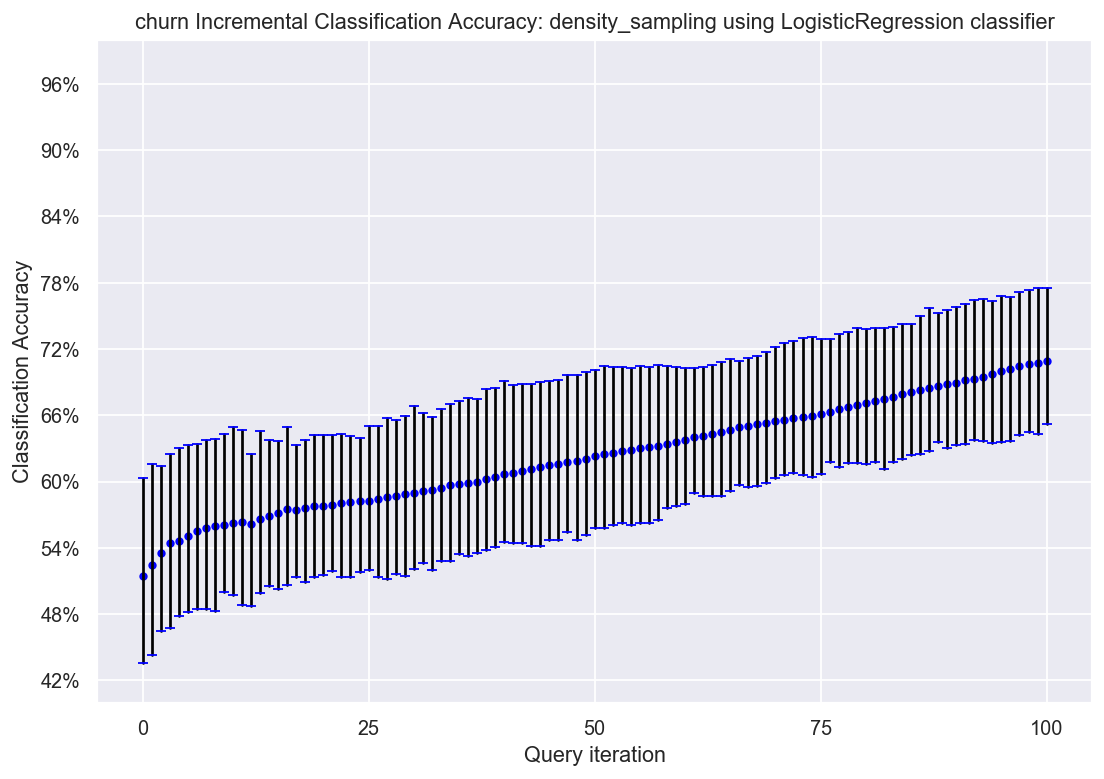 churn Incremental Classification Accuracy: density_sampling using LogisticRegression classifier
96%
90%
84%
78%
72%
66%
60%
54%
48%
42%
Classification Accuracy
0 25 50 75 100
Query iteration